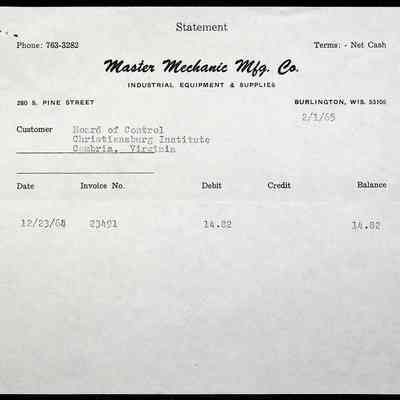 Statement
Phone: 763-3282 Terms: - Net Cash
Master Mechanic Mfg. Co.
INDUSTRIAL EQUIPMENT & SUPPLIES
280 S. PINE STREET BURLINGTON, WIS. 53105
2/1/65
Customer Board of Control
Christiansburg Institute
Cambria, Virginia
Date Invoice No. Debit Credit Balance
12/23/64 23491 14.82 14.82